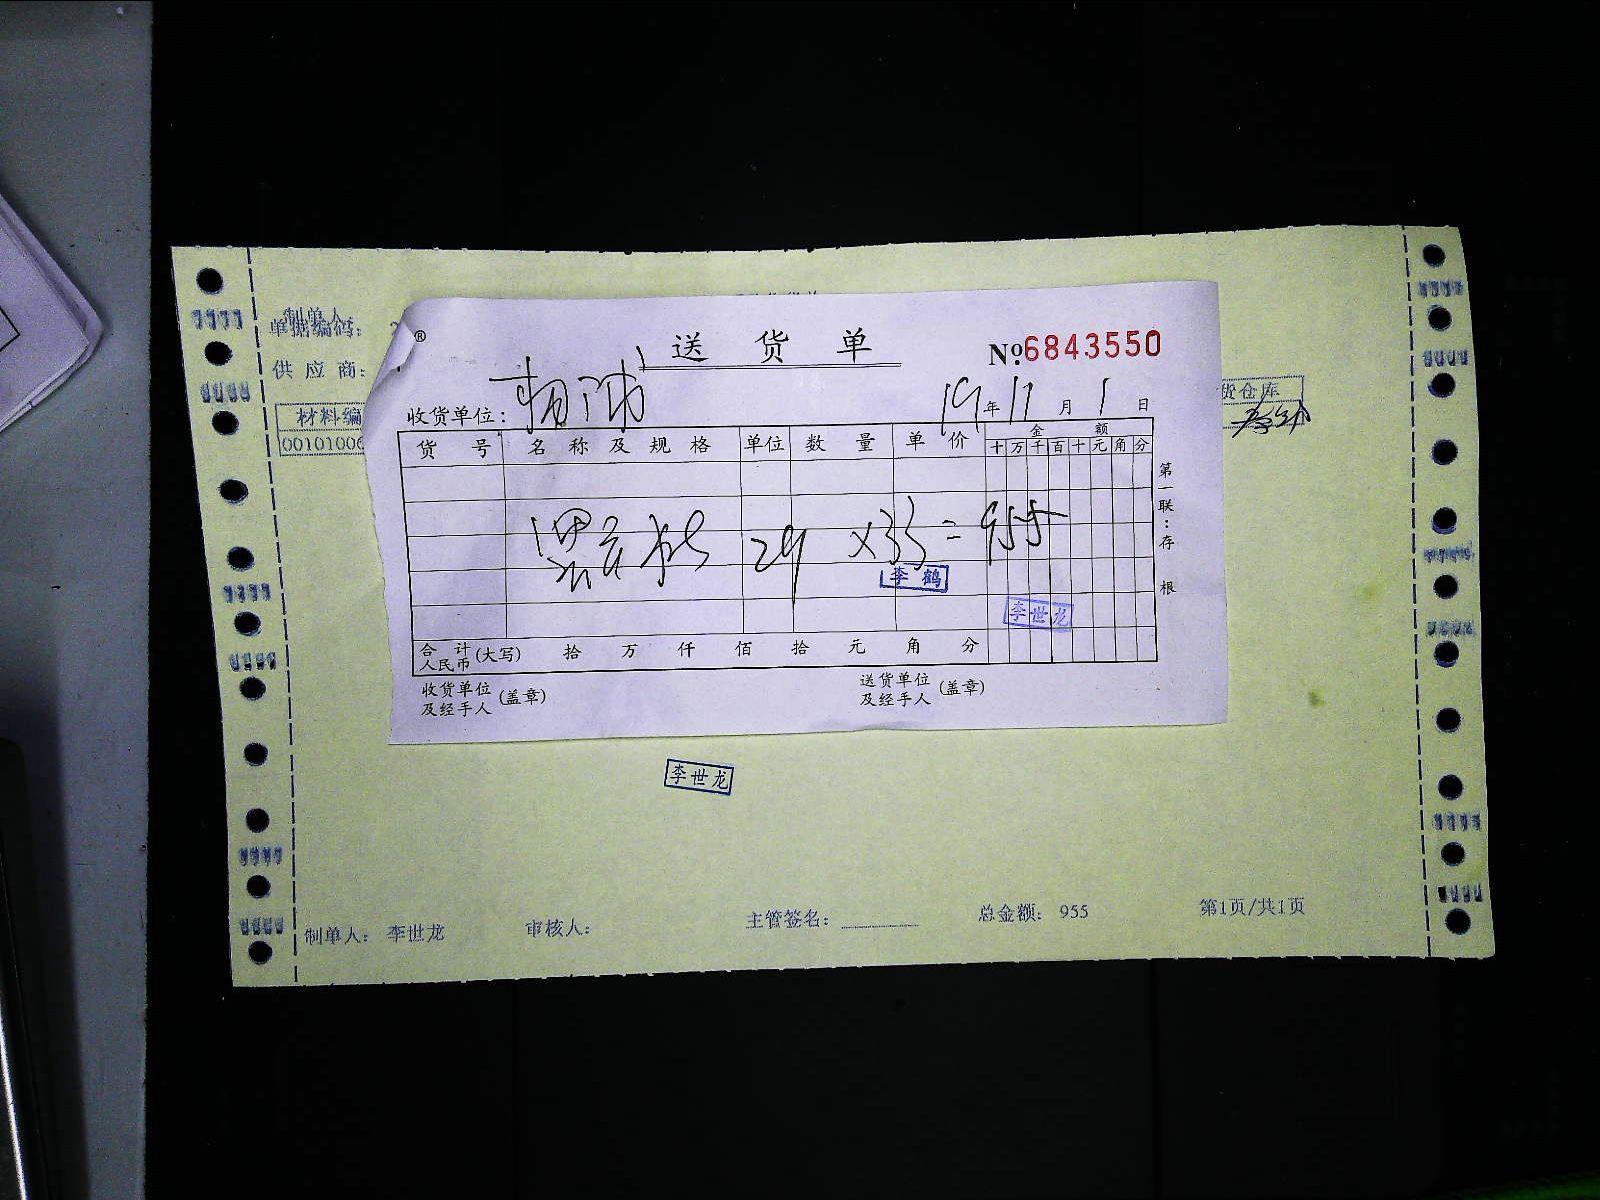 制单人:
单据编码:
供应商:
材料编
00101006
货仓库
®
送货单
№6843550
收货单位:
19年11月1日
货号 名称及规格 单位 数量 单价 金额
十万千百十元角分
29 ×33=955
李鹤
李世龙
合计人民币(大写) 拾 万 仟 佰 拾 元 角 分
收货单位及经手人(盖章) 送货单位及经手人(盖章)
第一联:存根
李世龙
制单人: 李世龙 审核人: 主管签名: 总金额: 955 第1页/共1页